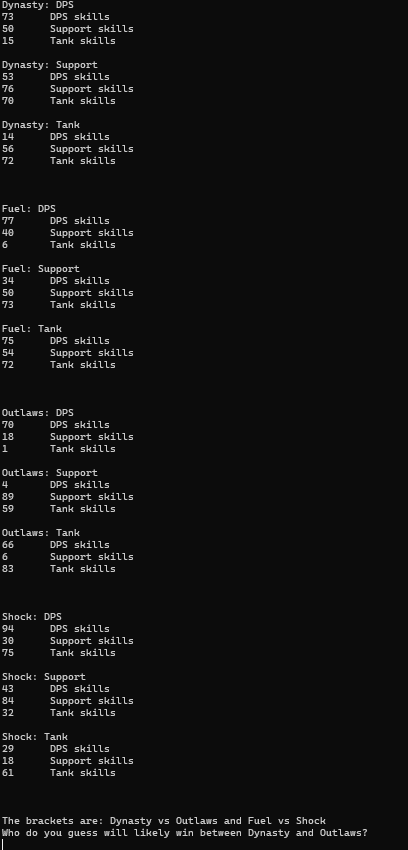 Dynasty: DPS
73 DPS skills
50 Support skills
15 Tank skills
Dynasty: Support
53 DPS skills
76 Support skills
70 Tank skills
Dynasty: Tank
14 DPS skills
56 Support skills
72 Tank skills
Fuel: DPS
77 DPS skills
40 Support skills
6 Tank skills
Fuel: Support
34 DPS skills
50 Support skills
73 Tank skills
Fuel: Tank
75 DPS skills
54 Support skills
72 Tank skills
Outlaws: DPS
70 DPS skills
18 Support skills
1 Tank skills
Outlaws: Support
4 DPS skills
89 Support skills
59 Tank skills
Outlaws: Tank
66 DPS skills
6 Support skills
83 Tank skills
Shock: DPS
94 DPS skills
30 Support skills
75 Tank skills
Shock: Support
43 DPS skills
84 Support skills
32 Tank skills
Shock: Tank
29 DPS skills
18 Support skills
61 Tank skills
The brackets are: Dynasty vs Outlaws and Fuel vs Shock
Who do you guess will likely win between Dynasty and Outlaws?